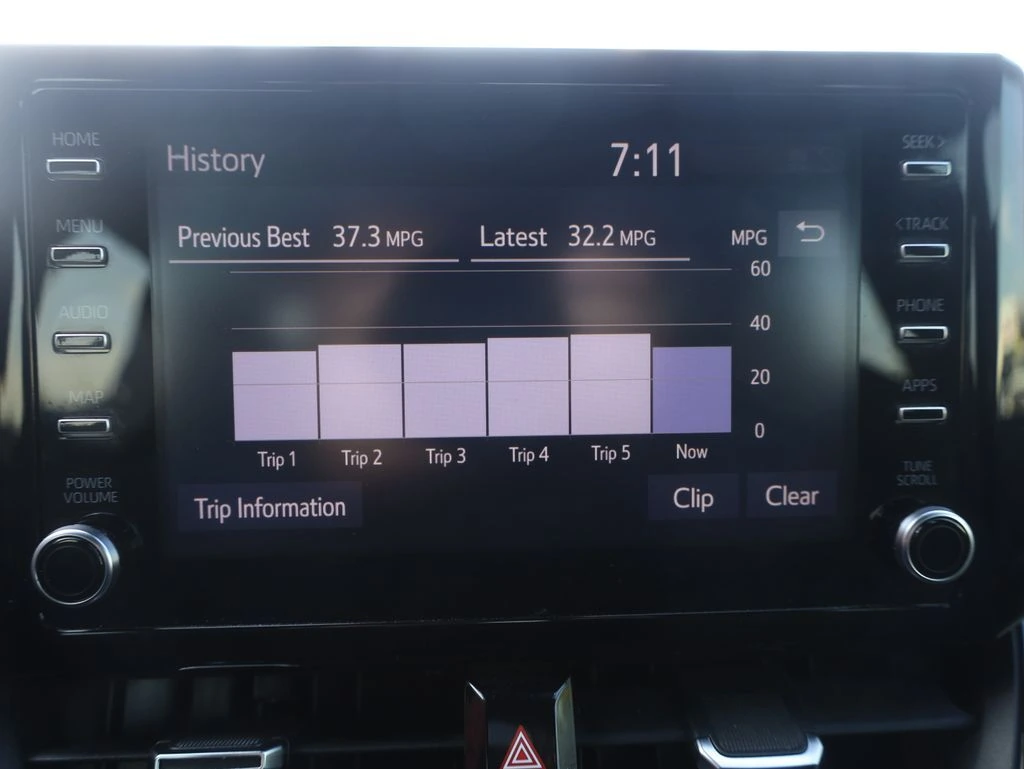 HOME
History
7:11
SEEK >
MENU
Previous Best 37.3 MPG
Latest 32.2 MPG
MPG
< TRACK
60
AUDIO
40
PHONE
MAP
20
APPS
0
Trip 1 Trip 2 Trip 3 Trip 4 Trip 5 Now
POWER
VOLUME
TUNE
SCROLL
Trip Information
Clip
Clear